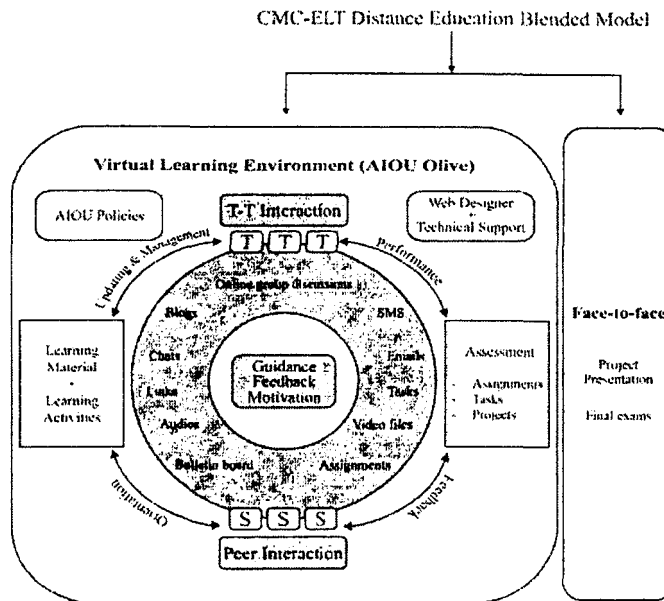 CMC-ELT Distance Education Blended Model
Virtual Learning Environment (AIOU Olive)
AIOU Policies
T-T Interaction
Web Designer
+
Technical Support
T T T
Updating & Management
Performance
Online group discussions
Blogs
SMS
Chats
Emails
Links
Tasks
Audios
Video files
Bulletin board
Assignments
Guidance
Feedback
Motivation
Learning
Material
+
Learning
Activities
Assessment
- Assignments
- Tasks
- Projects
Orientation
Feedback
S S S
Peer Interaction
Face-to-face
Project
Presentation
Final exams